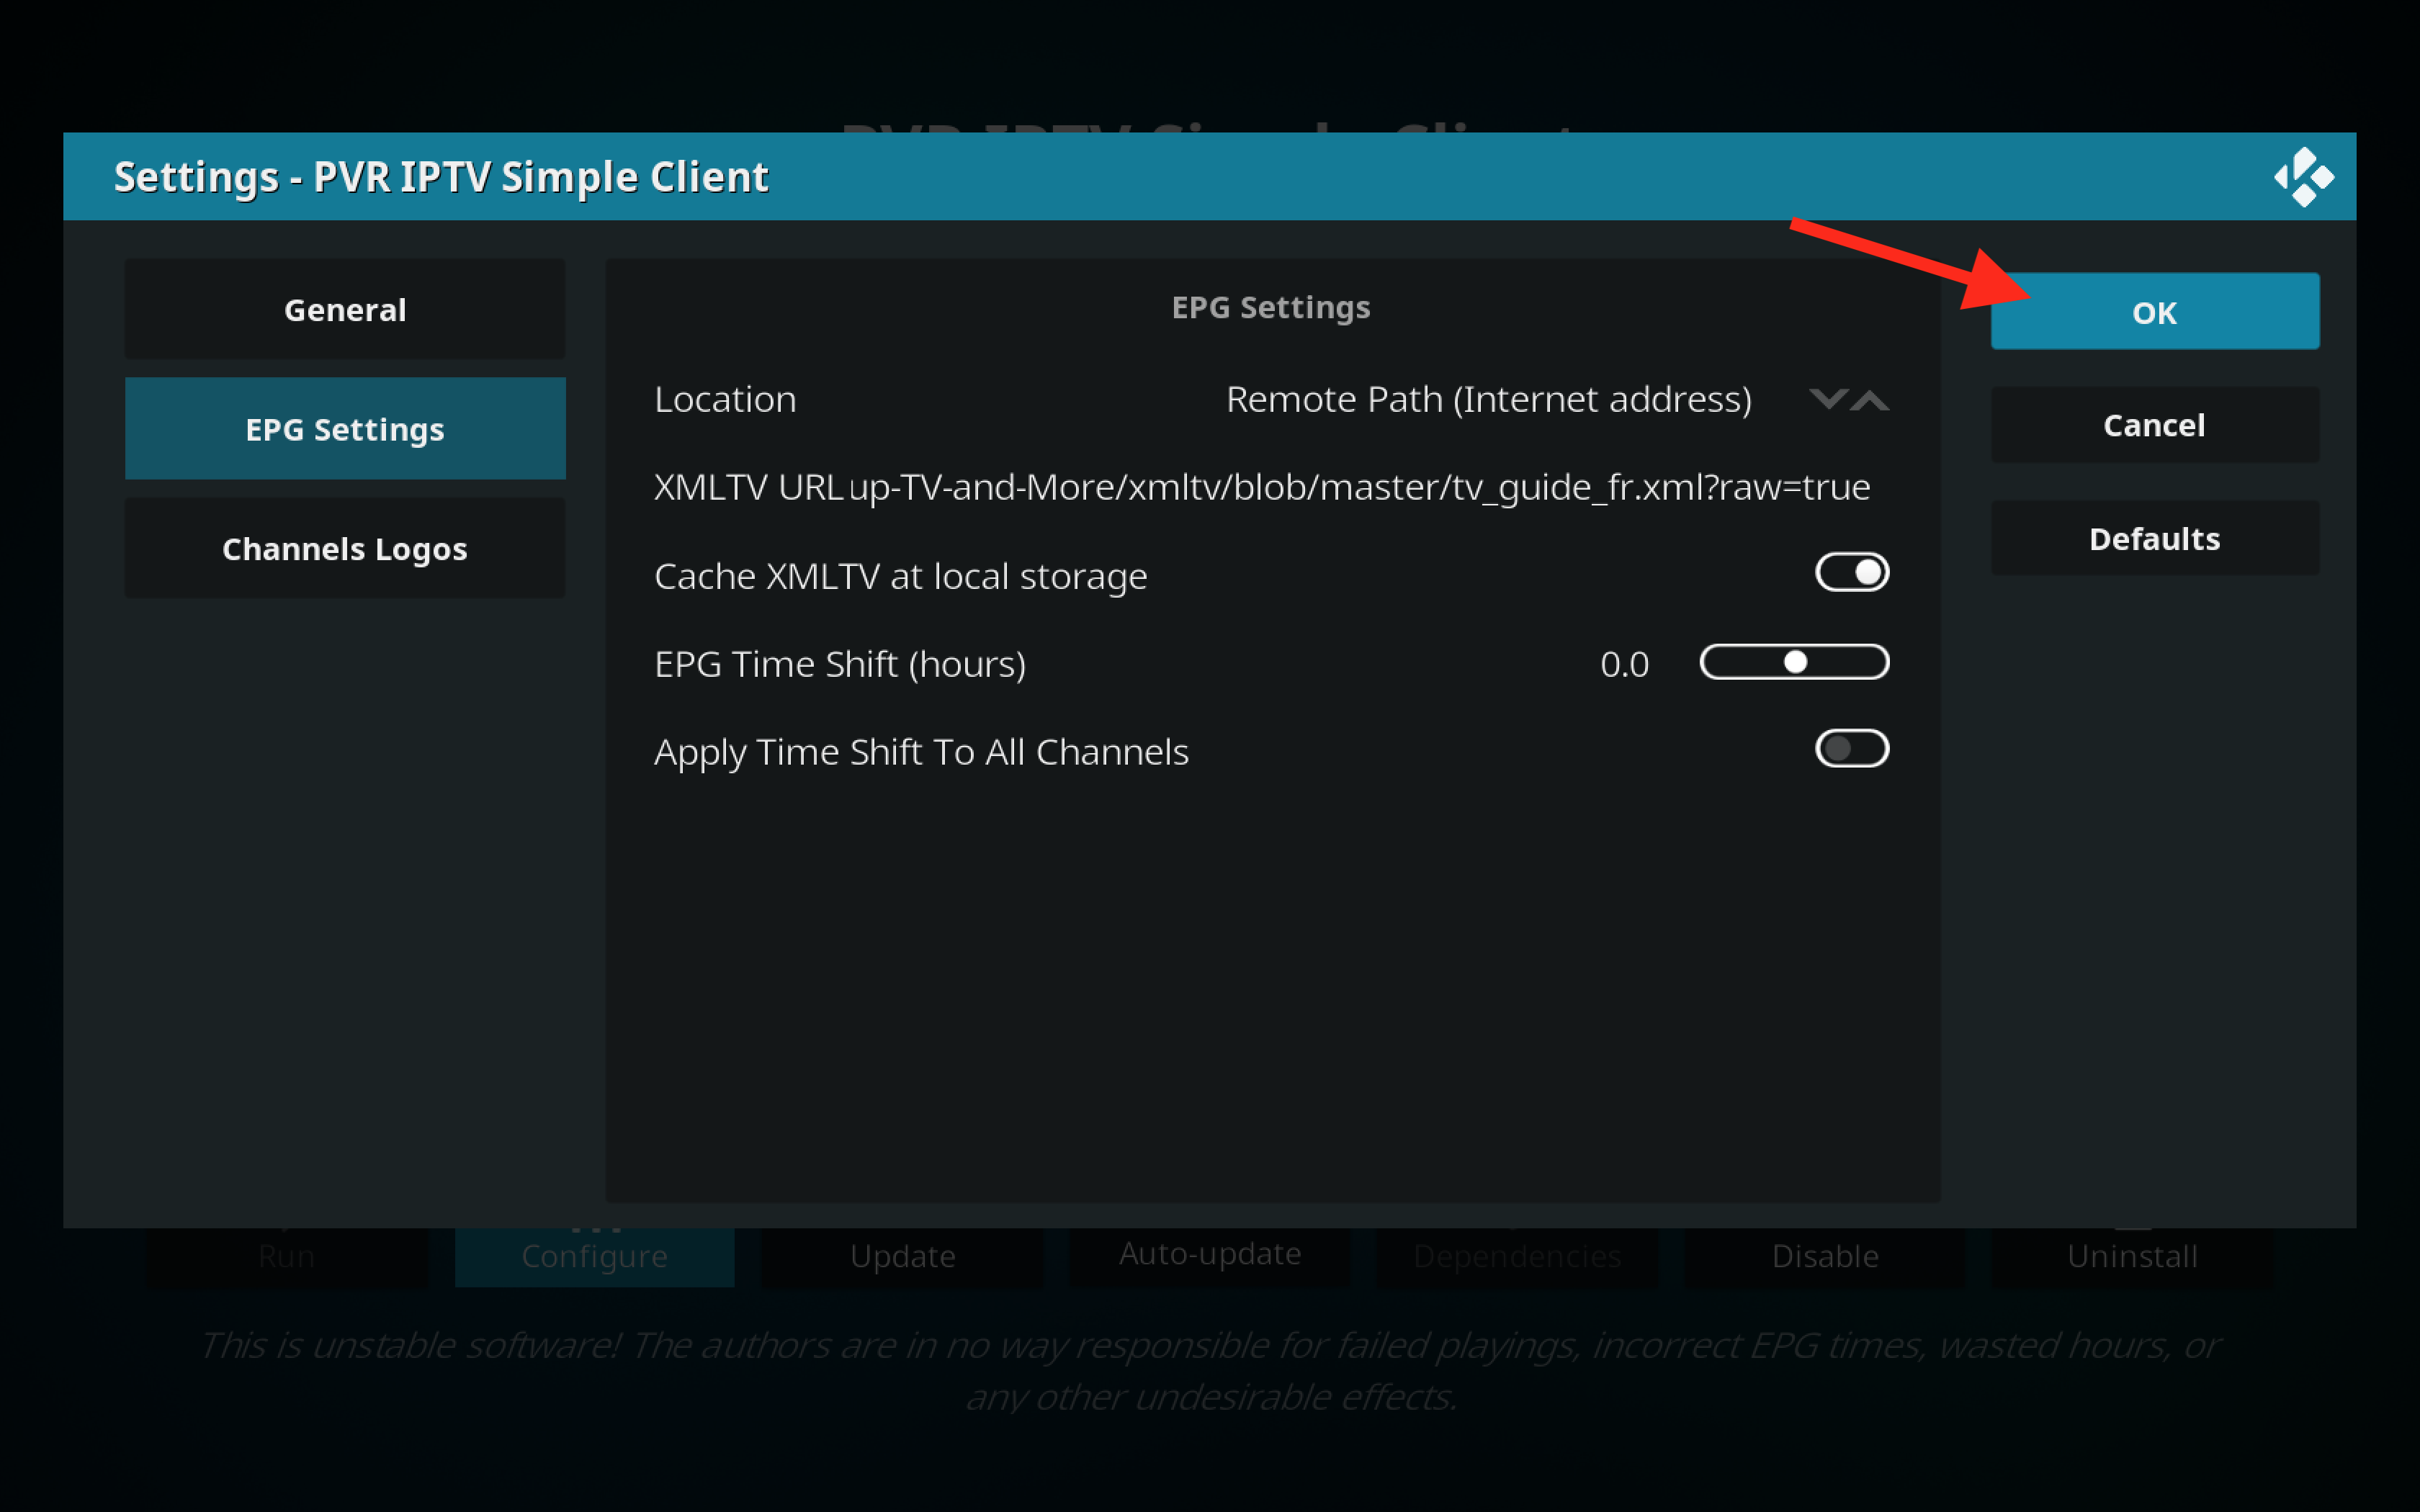 PVR IPTV Simple Client
Settings - PVR IPTV Simple Client
General
EPG Settings
Channels Logos
EPG Settings
Location Remote Path (Internet address)
XMLTV URL up-TV-and-More/xmltv/blob/master/tv_guide_fr.xml?raw=true
Cache XMLTV at local storage
EPG Time Shift (hours) 0.0
Apply Time Shift To All Channels
OK
Cancel
Defaults
Run
Configure
Update
Auto-update
Dependencies
Disable
Uninstall
This is unstable software! The authors are in no way responsible for failed playings, incorrect EPG times, wasted hours, or
any other undesirable effects.